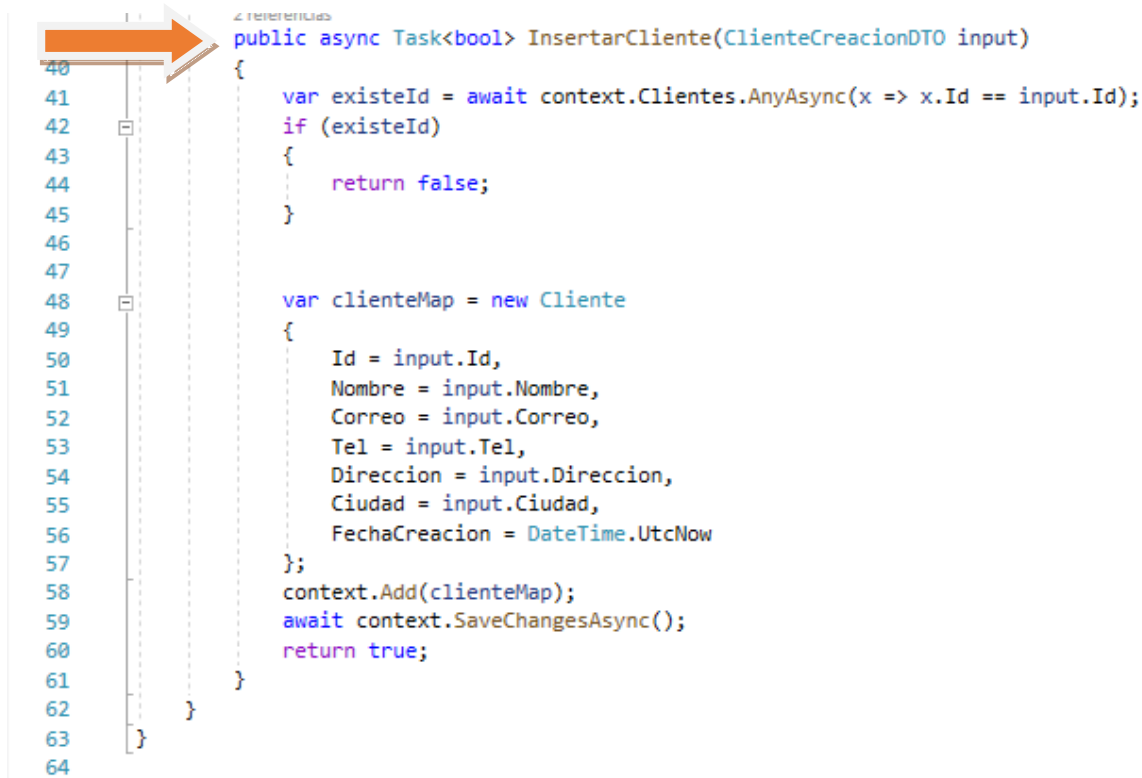 2 referencias
public async Task<bool> InsertarCliente(ClienteCreacionDTO input)
40 {
41 var existeId = await context.Clientes.AnyAsync(x => x.Id == input.Id);
42 if (existeId)
43 {
44 return false;
45 }
46
47
48 var clienteMap = new Cliente
49 {
50 Id = input.Id,
51 Nombre = input.Nombre,
52 Correo = input.Correo,
53 Tel = input.Tel,
54 Direccion = input.Direccion,
55 Ciudad = input.Ciudad,
56 FechaCreacion = DateTime.UtcNow
57 };
58 context.Add(clienteMap);
59 await context.SaveChangesAsync();
60 return true;
61 }
62 }
63 }
64